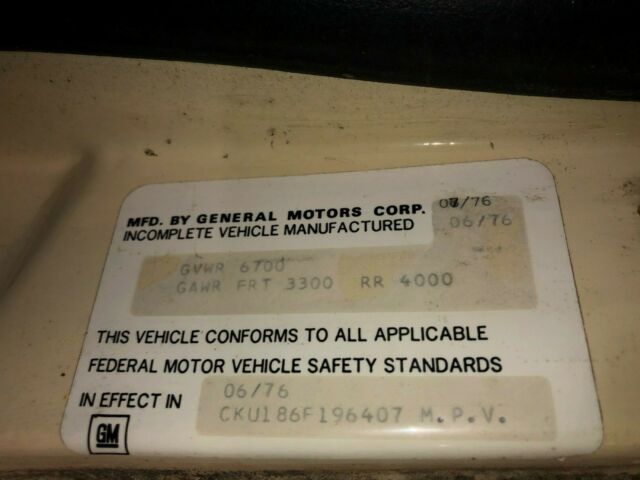 MFD. BY GENERAL MOTORS CORP. /76
INCOMPLETE VEHICLE MANUFACTURED 06/76
GVWR 6700
GAWR FRT 3300 RR 4000
THIS VEHICLE CONFORMS TO ALL APPLICABLE
FEDERAL MOTOR VEHICLE SAFETY STANDARDS
IN EFFECT IN 06/76
CKU186F196407 M.P.V.
GM